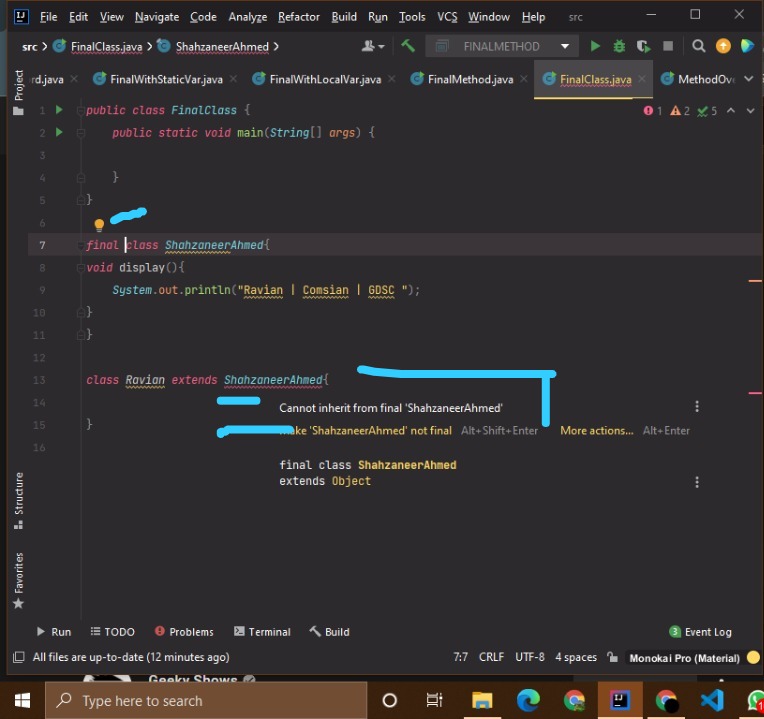 File Edit View Navigate Code Analyze Refactor Build Run Tools VCS Window Help src
src FinalClass.java ShahzaneerAhmed FINALMETHOD
rd.java FinalWithStaticVar.java FinalWithLocalVar.java FinalMethod.java FinalClass.java MethodOv
Project
1 public class FinalClass { 1 2 5
2 public static void main(String[] args) {
3
4 }
5 }
6
7 final class ShahzaneerAhmed{
8 void display(){
9 System.out.println("Ravian | Comsian | GDSC ");
10 }
11 }
12
13 class Ravian extends ShahzaneerAhmed{
14 Cannot inherit from final 'ShahzaneerAhmed'
15 } Make 'ShahzaneerAhmed' not final Alt+Shift+Enter More actions... Alt+Enter
16
final class ShahzaneerAhmed
extends Object
Structure
Favorites
Run TODO Problems Terminal Build 3 Event Log
All files are up-to-date (12 minutes ago) 7:7 CRLF UTF-8 4 spaces Monokai Pro (Material)
Geeky Shows
Type here to search
1